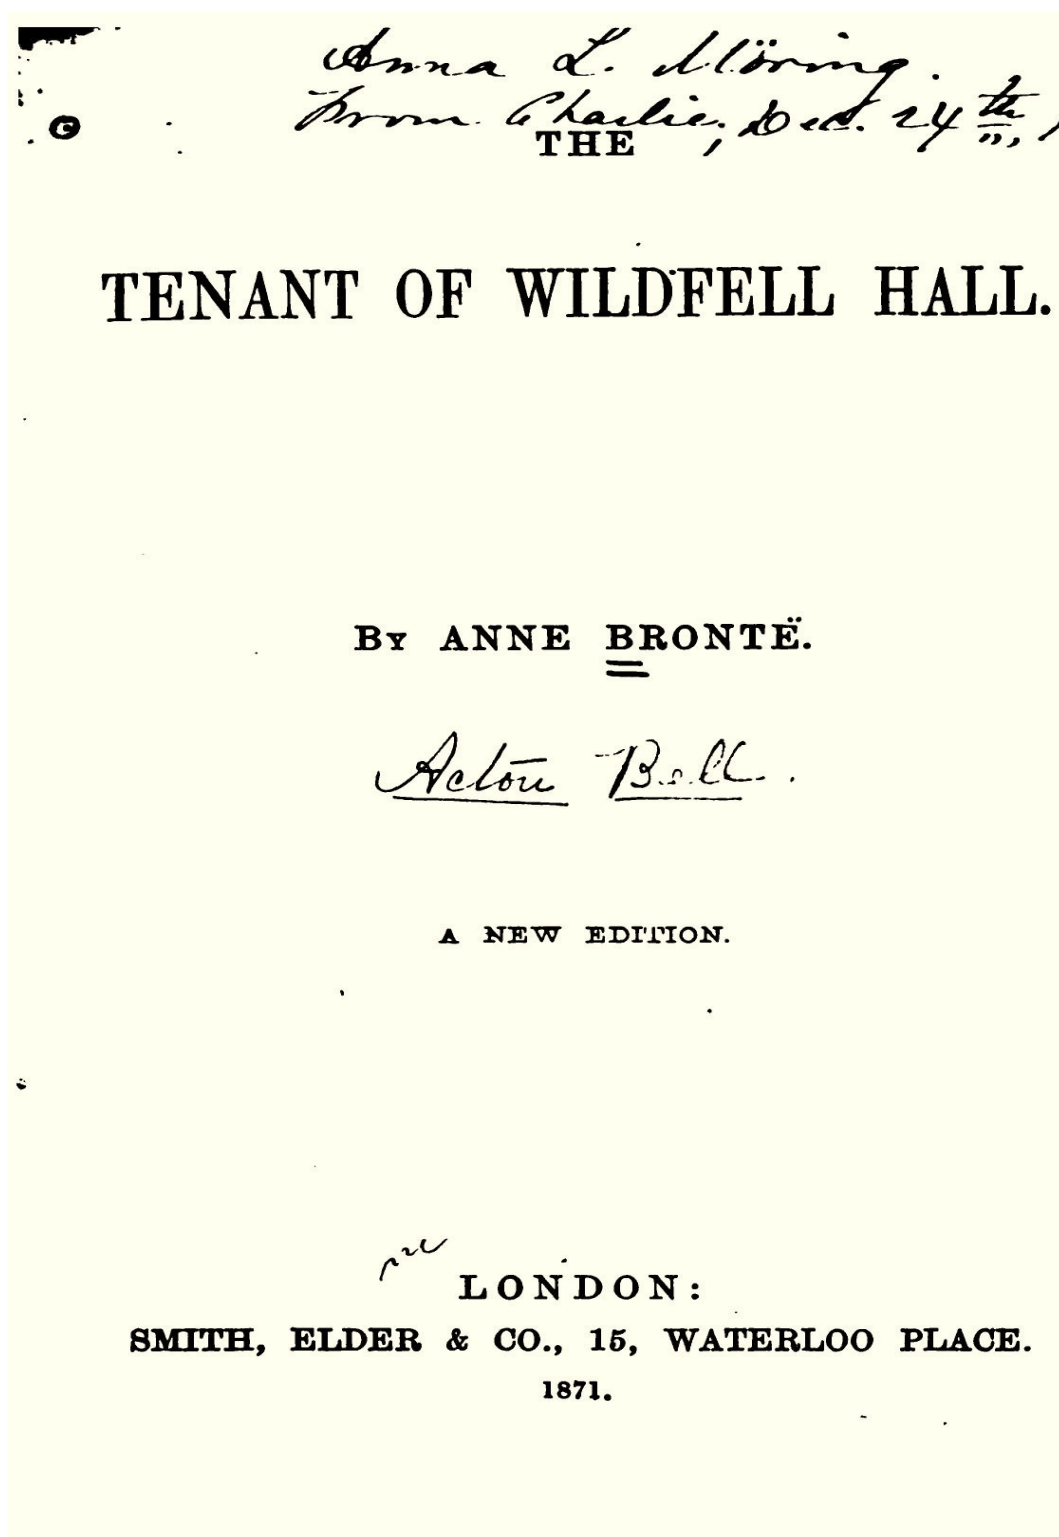 Anna L. Möring.
From Charlie, Dec. 24th,
THE
TENANT OF WILDFELL HALL.
BY ANNE BRONTË.
Acton Bell.
A NEW EDITION.
LONDON:
SMITH, ELDER & CO., 15, WATERLOO PLACE.
1871.